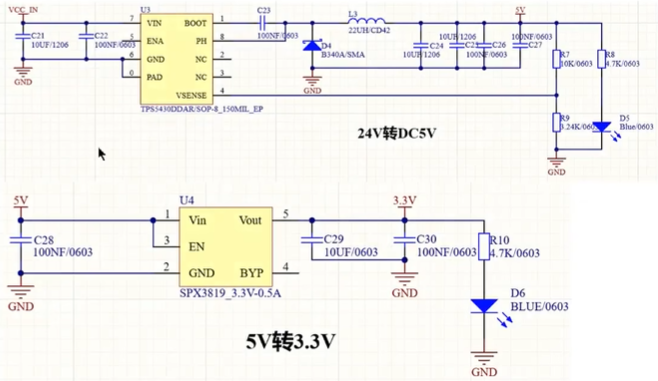 VCC_IN
U3
C23
L3
5V
7 VIN BOOT 1
100NF/0603
22UH/CD42
10UF/1206
100NF/0603
C21
10UF/1206
C22
100NF/0603
5 ENA PH 8
D4
B340A/SMA
C24
10UF/1206
C26
100NF/0603
C27
R7
10K/0603
R8
4.7K/0603
6 GND NC 2
0 PAD NC 3
GND
GND
VSENSE 4
R9
3.24K/0603
D5
Blue/0603
TPS5430DDAR/SOP-8_150MIL_EP
24V转DC5V
GND
5V
U4
3.3V
1 Vin Vout 5
C28
100NF/0603
3 EN
C29
10UF/0603
C30
100NF/0603
R10
4.7K/0603
2 GND BYP 4
GND
SPX3819_3.3V-0.5A
GND
D6
BLUE/0603
5V转3.3V
GND